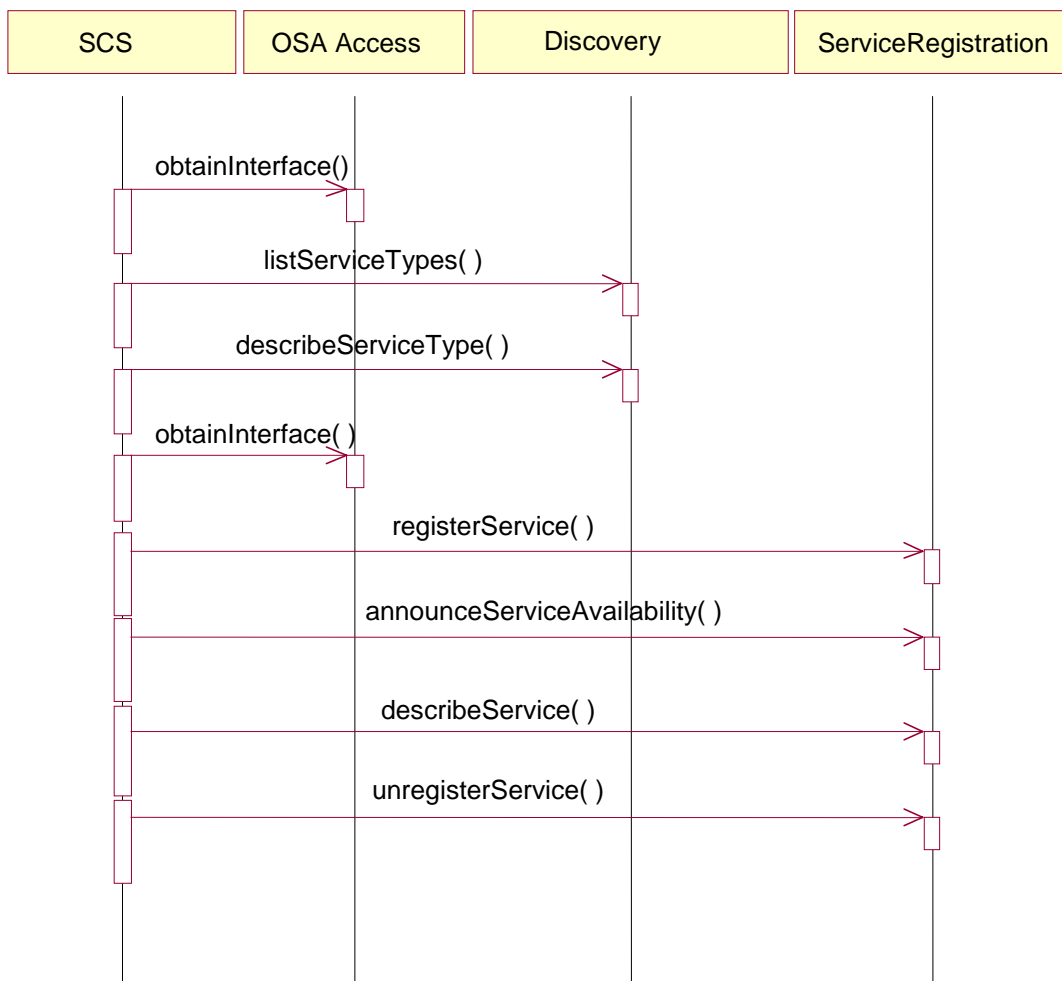 SCS
OSA Access
Discovery
ServiceRegistration
obtainInterface()
listServiceTypes( )
describeServiceType( )
obtainInterface( )
registerService( )
announceServiceAvailability( )
describeService( )
unregisterService( )